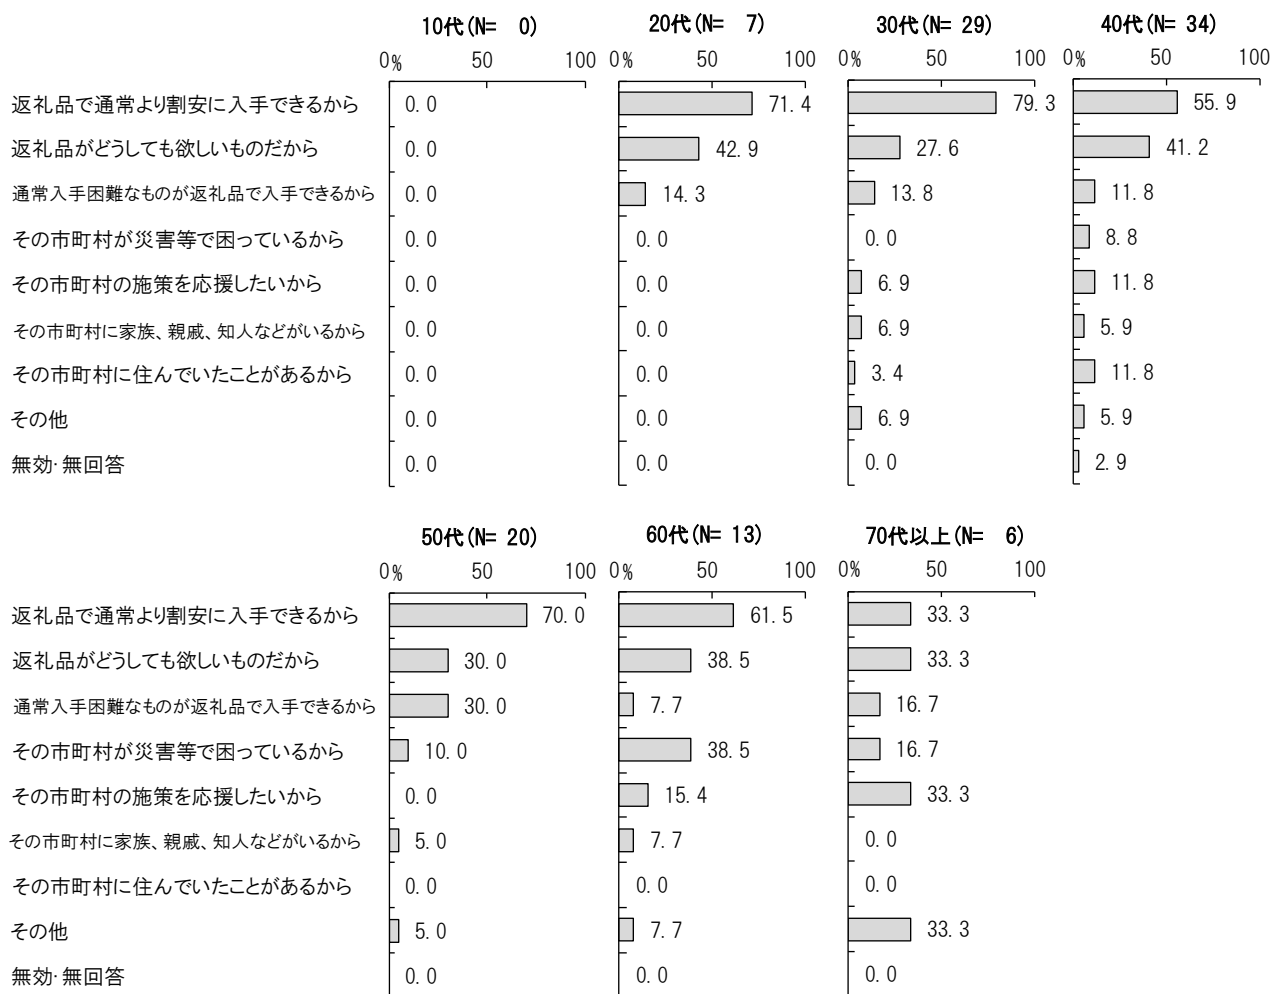 10代(N= 0) 20代(N= 7) 30代(N= 29) 40代(N= 34)
0% 50 100 0% 50 100 0% 50 100 0% 50 100
返礼品で通常より割安に入手できるから 0.0 71.4 79.3 55.9
返礼品がどうしても欲しいものだから 0.0 42.9 27.6 41.2
通常入手困難なものが返礼品で入手できるから 0.0 14.3 13.8 11.8
その市町村が災害等で困っているから 0.0 0.0 0.0 8.8
その市町村の施策を応援したいから 0.0 0.0 6.9 11.8
その市町村に家族、親戚、知人などがいるから 0.0 0.0 6.9 5.9
その市町村に住んでいたことがあるから 0.0 0.0 3.4 11.8
その他 0.0 0.0 6.9 5.9
無効・無回答 0.0 0.0 0.0 2.9
50代(N= 20) 60代(N= 13) 70代以上(N= 6)
0% 50 100 0% 50 100 0% 50 100
返礼品で通常より割安に入手できるから 70.0 61.5 33.3
返礼品がどうしても欲しいものだから 30.0 38.5 33.3
通常入手困難なものが返礼品で入手できるから 30.0 7.7 16.7
その市町村が災害等で困っているから 10.0 38.5 16.7
その市町村の施策を応援したいから 0.0 15.4 33.3
その市町村に家族、親戚、知人などがいるから 5.0 7.7 0.0
その市町村に住んでいたことがあるから 0.0 0.0 0.0
その他 5.0 7.7 33.3
無効・無回答 0.0 0.0 0.0